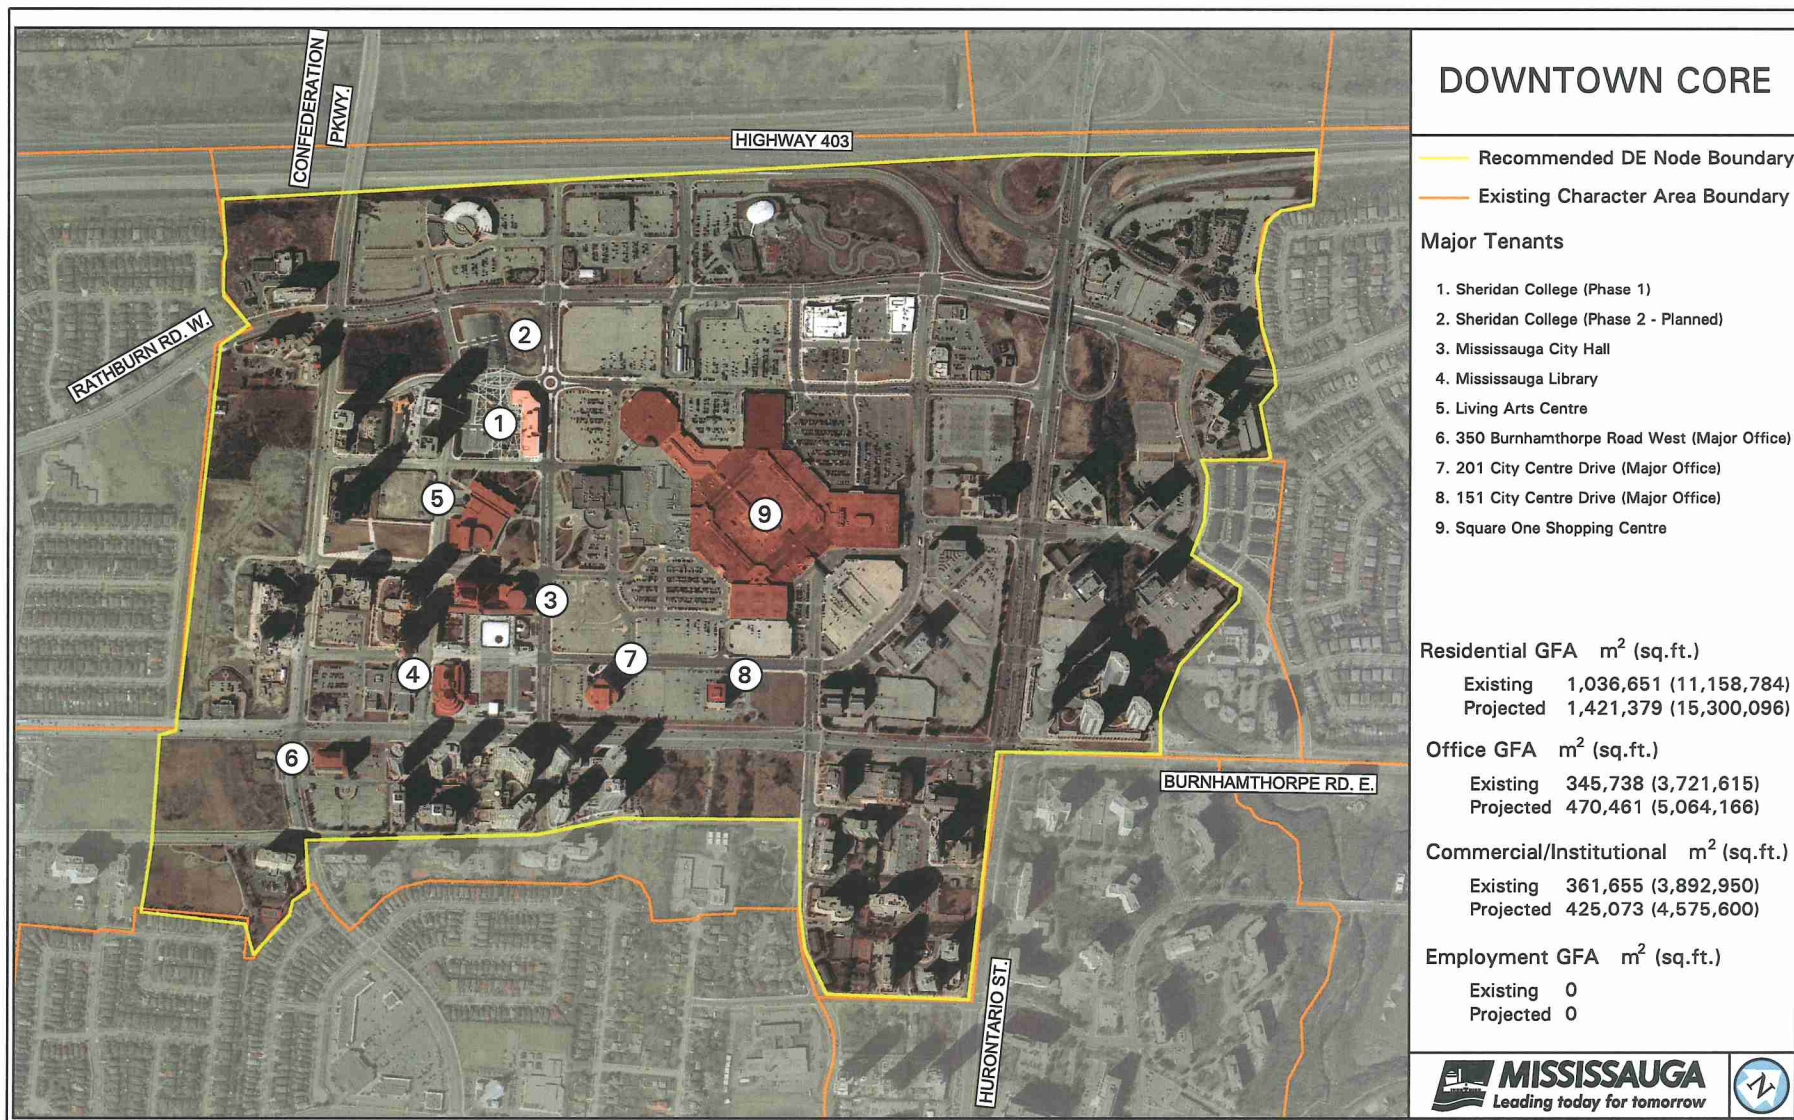 DOWNTOWN CORE
Recommended DE Node Boundary
Existing Character Area Boundary
Major Tenants
1. Sheridan College (Phase 1)
2. Sheridan College (Phase 2 - Planned)
3. Mississauga City Hall
4. Mississauga Library
5. Living Arts Centre
6. 350 Burnhamthorpe Road West (Major Office)
7. 201 City Centre Drive (Major Office)
8. 151 City Centre Drive (Major Office)
9. Square One Shopping Centre
Residential GFA m² (sq.ft.)
Existing 1,036,651 (11,158,784)
Projected 1,421,379 (15,300,096)
Office GFA m² (sq.ft.)
Existing 345,738 (3,721,615)
Projected 470,461 (5,064,166)
Commercial/Institutional m² (sq.ft.)
Existing 361,655 (3,892,950)
Projected 425,073 (4,575,600)
Employment GFA m² (sq.ft.)
Existing 0
Projected 0
MISSISSAUGA
Leading today for tomorrow
Z
CONFEDERATION
PKWY.
HIGHWAY 403
RATHBURN RD. W.
2
1
5
9
3
7
4
8
6
BURNHAMTHORPE RD. E.
HURONTARIO ST.